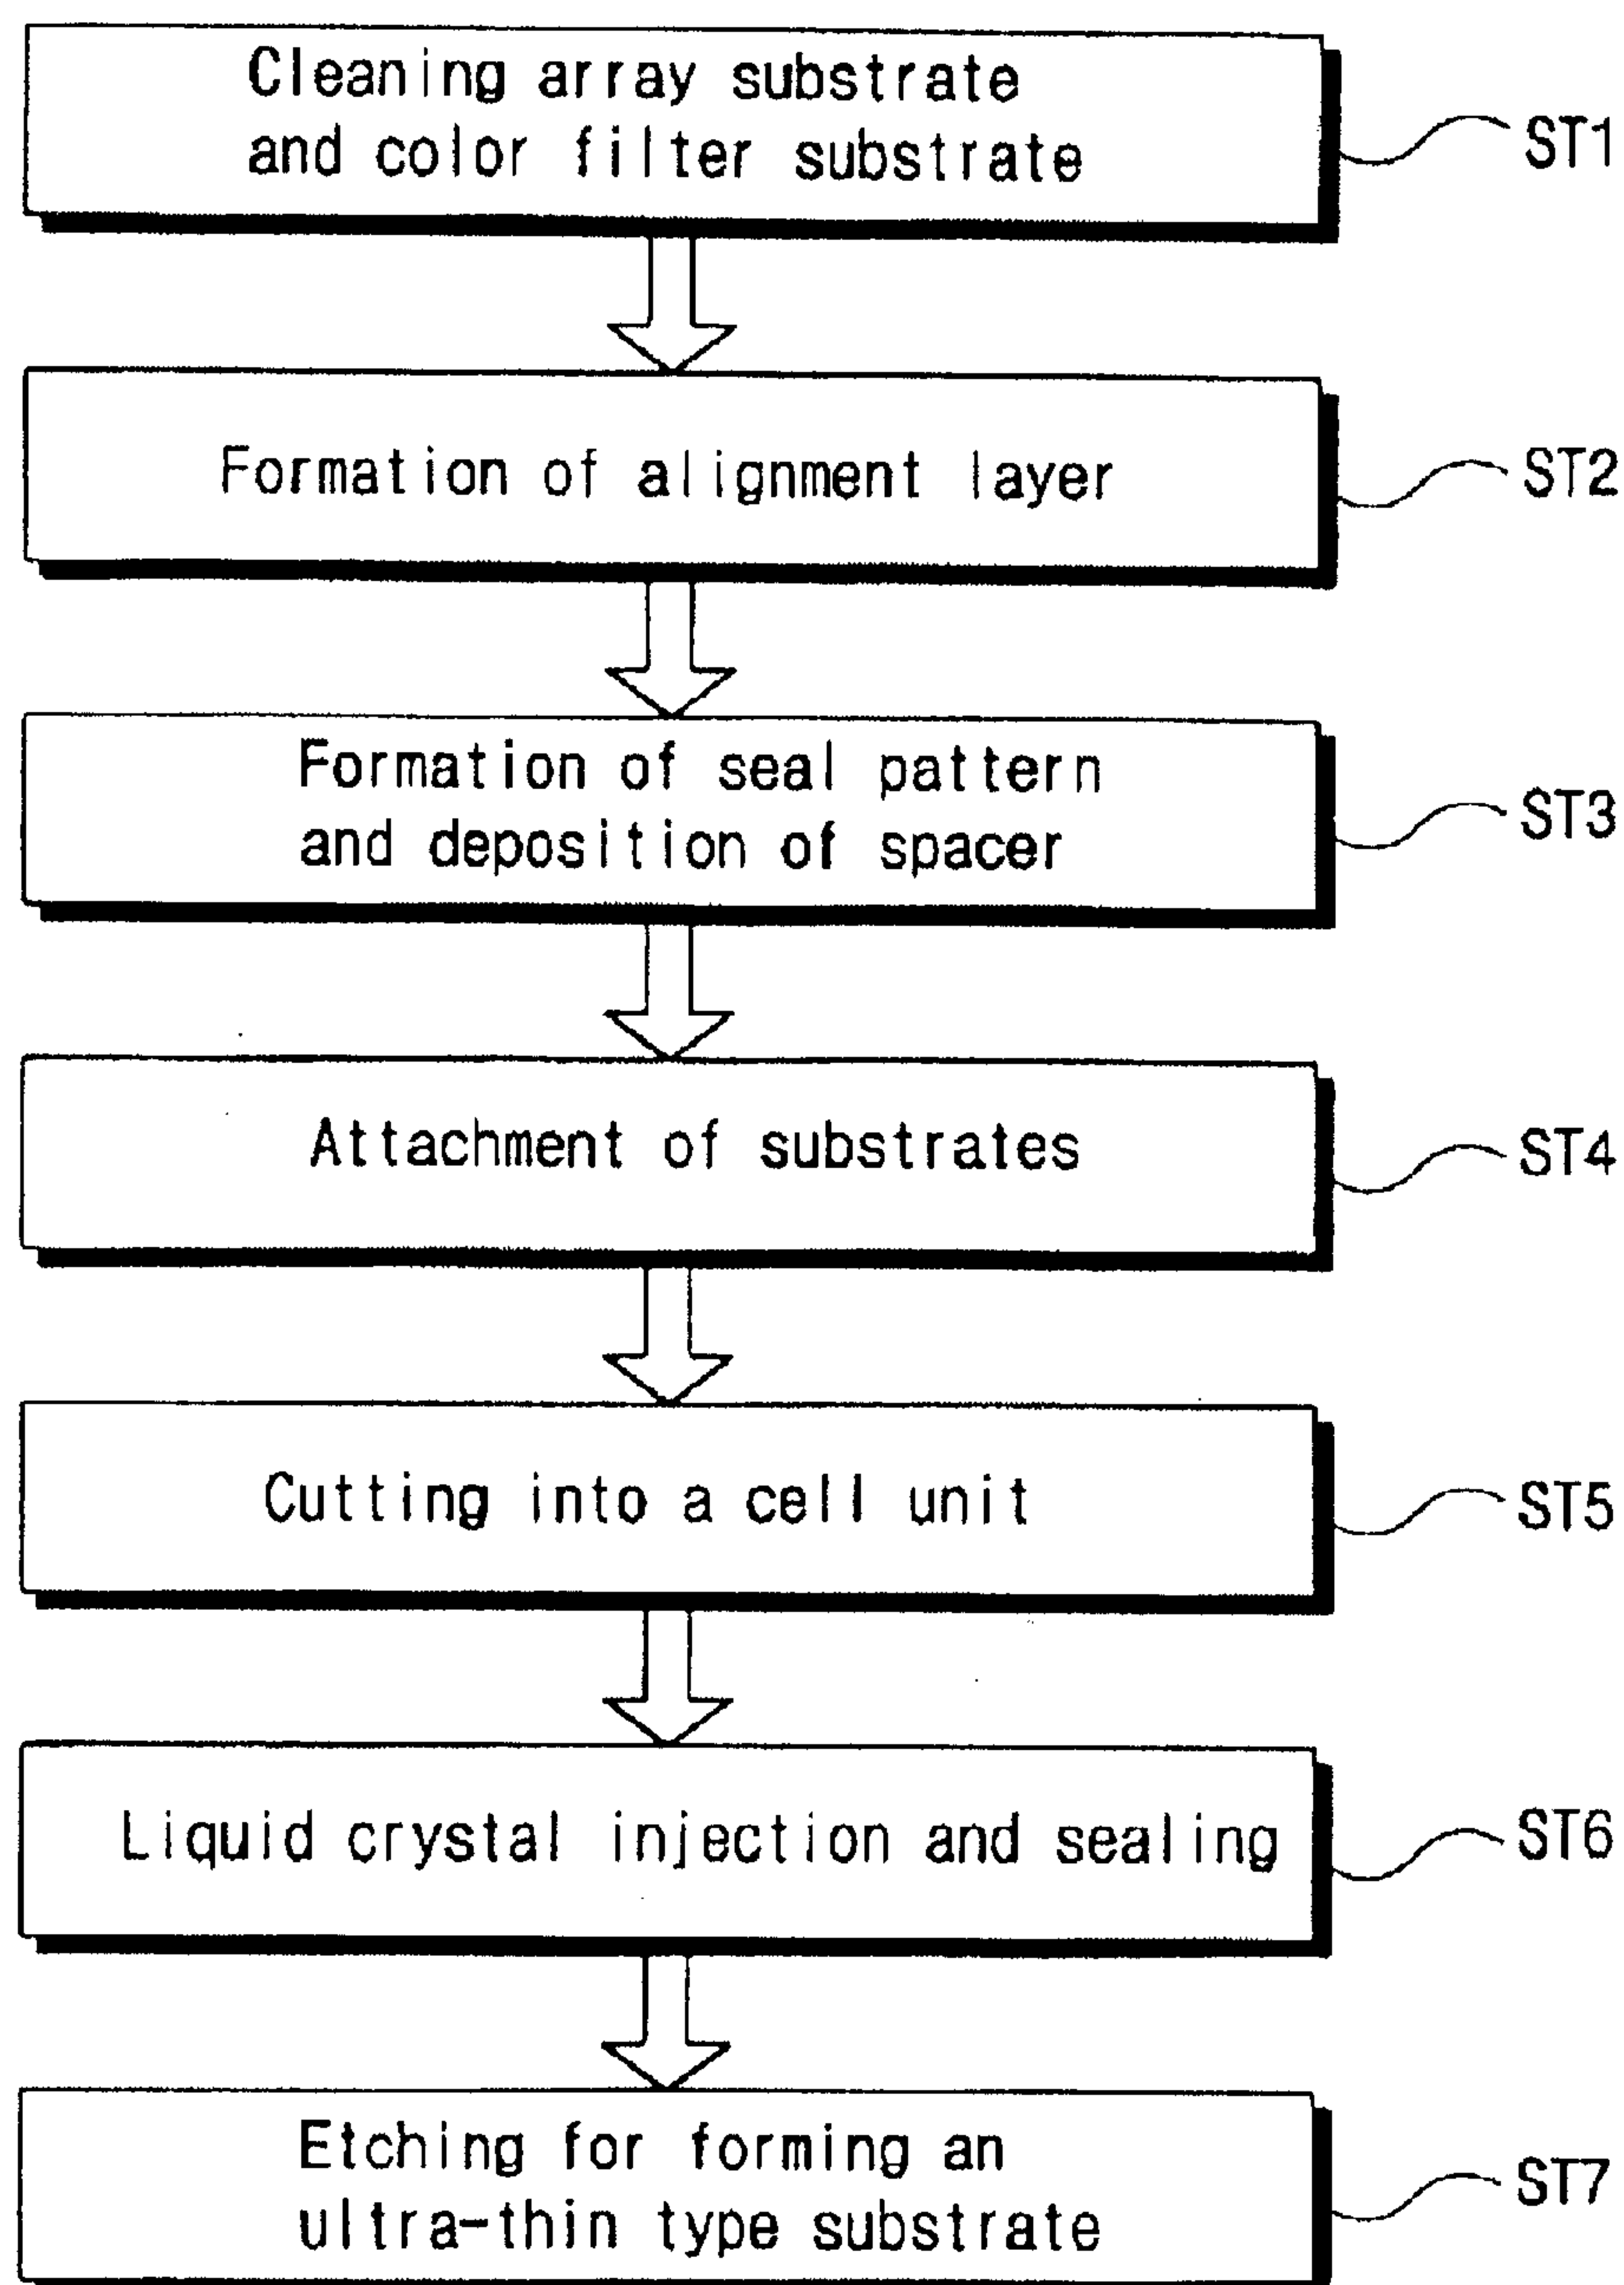 Cleaning array substrate
and color filter substrate
ST1
Formation of alignment layer
ST2
Formation of seal pattern
and deposition of spacer
ST3
Attachment of substrates
ST4
Cutting into a cell unit
ST5
Liquid crystal injection and sealing
ST6
Etching for forming an
ultra-thin type substrate
ST7